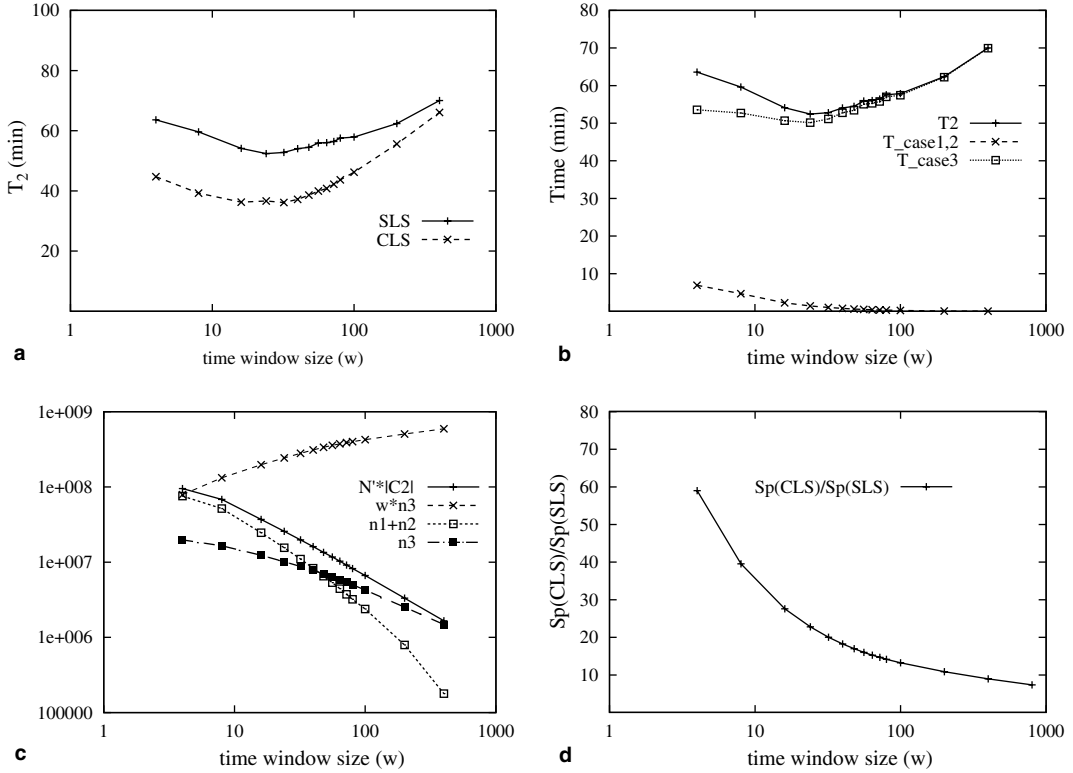 100
80
60
40
20
T2 (min)
SLS
CLS
1
10
100
1000
time window size (w)
a
80
70
60
50
40
30
20
10
Time (min)
T2
T_case1,2
T_case3
1
10
100
1000
time window size (w)
b
1e+009
1e+008
1e+007
1e+006
100000
N'*|C2|
w*n3
n1+n2
n3
1
10
100
1000
time window size (w)
c
80
70
60
50
40
30
20
10
Sp(CLS)/Sp(SLS)
Sp(CLS)/Sp(SLS)
1
10
100
1000
time window size (w)
d